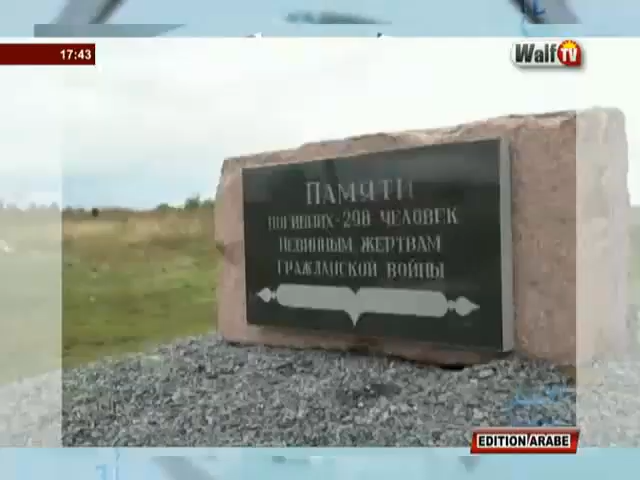 17:43
Walf TV
ПАМЯТИ
ПОГИБШИХ-298 ЧЕЛОВЕК
НЕВИННЫМ ЖЕРТВАМ
ГРАЖДАНСКОЙ ВОЙНЫ
EDITION ARABE